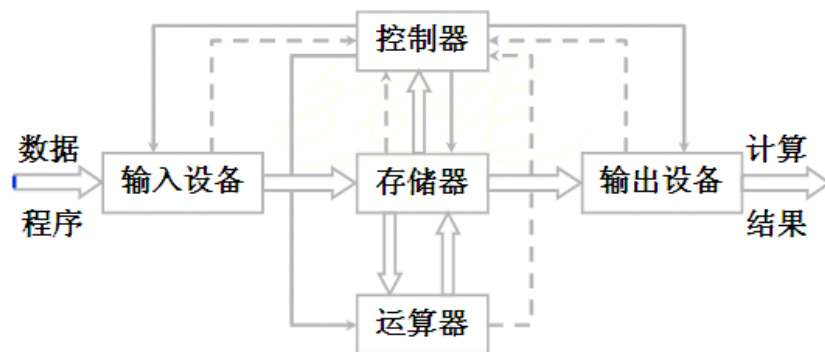 控制器
数据
程序
输入设备
存储器
输出设备
计算
结果
运算器